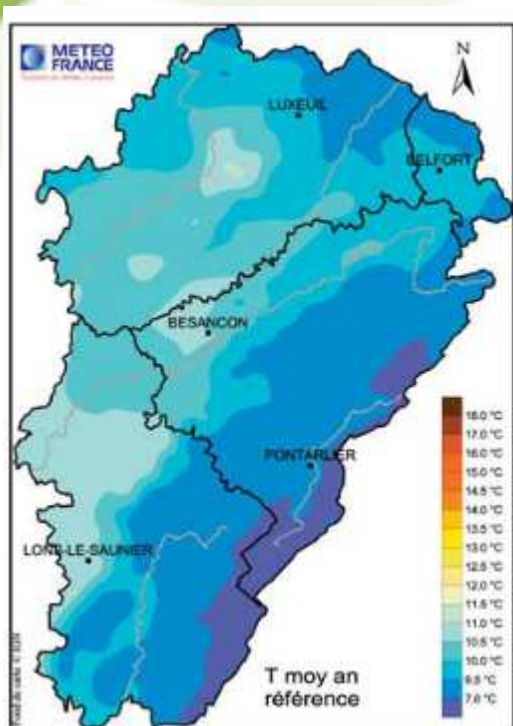 METEO
FRANCE
N
LUXEUIL
BELFORT
BESANCON
PONTARLIER
LONS-LE-SAUNIER
18.0 °C
17.0 °C
16.0 °C
15.0 °C
14.5 °C
14.0 °C
13.5 °C
13.0 °C
12.5 °C
12.0 °C
11.5 °C
11.0 °C
10.5 °C
10.0 °C
9.5 °C
7.0 °C
T moy an
référence